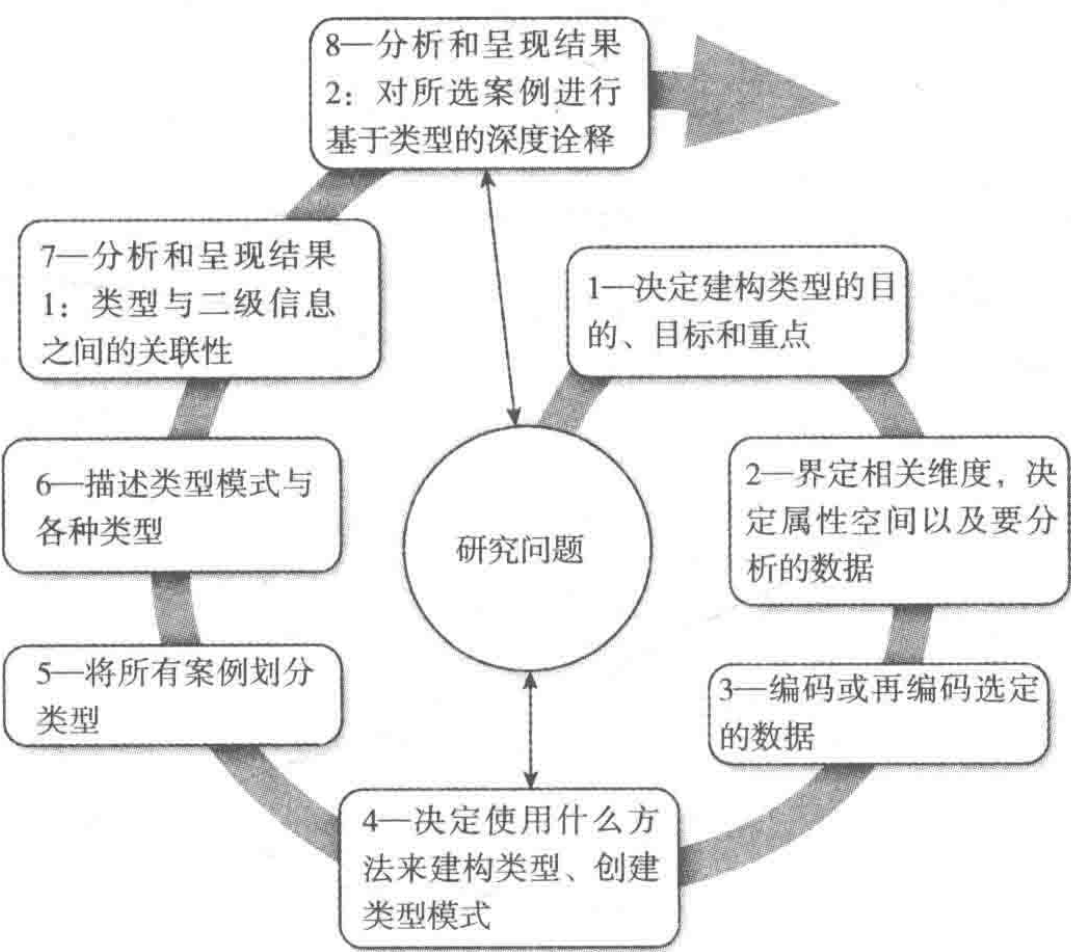 8—分析和呈现结果
2：对所选案例进行
基于类型的深度诠释
7—分析和呈现结果
1：类型与二级信息
之间的关联性
1—决定建构类型的目
的、目标和重点
6—描述类型模式与
各种类型
2—界定相关维度，决
定属性空间以及要分
析的数据
研究问题
5—将所有案例划分
类型
3—编码或再编码选定
的数据
4—决定使用什么方
法来建构类型、创建
类型模式